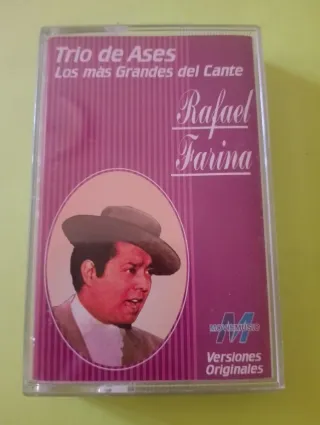 Trio de Ases
Los más Grandes del Cante
Rafael
Farina
Versiones
Originales